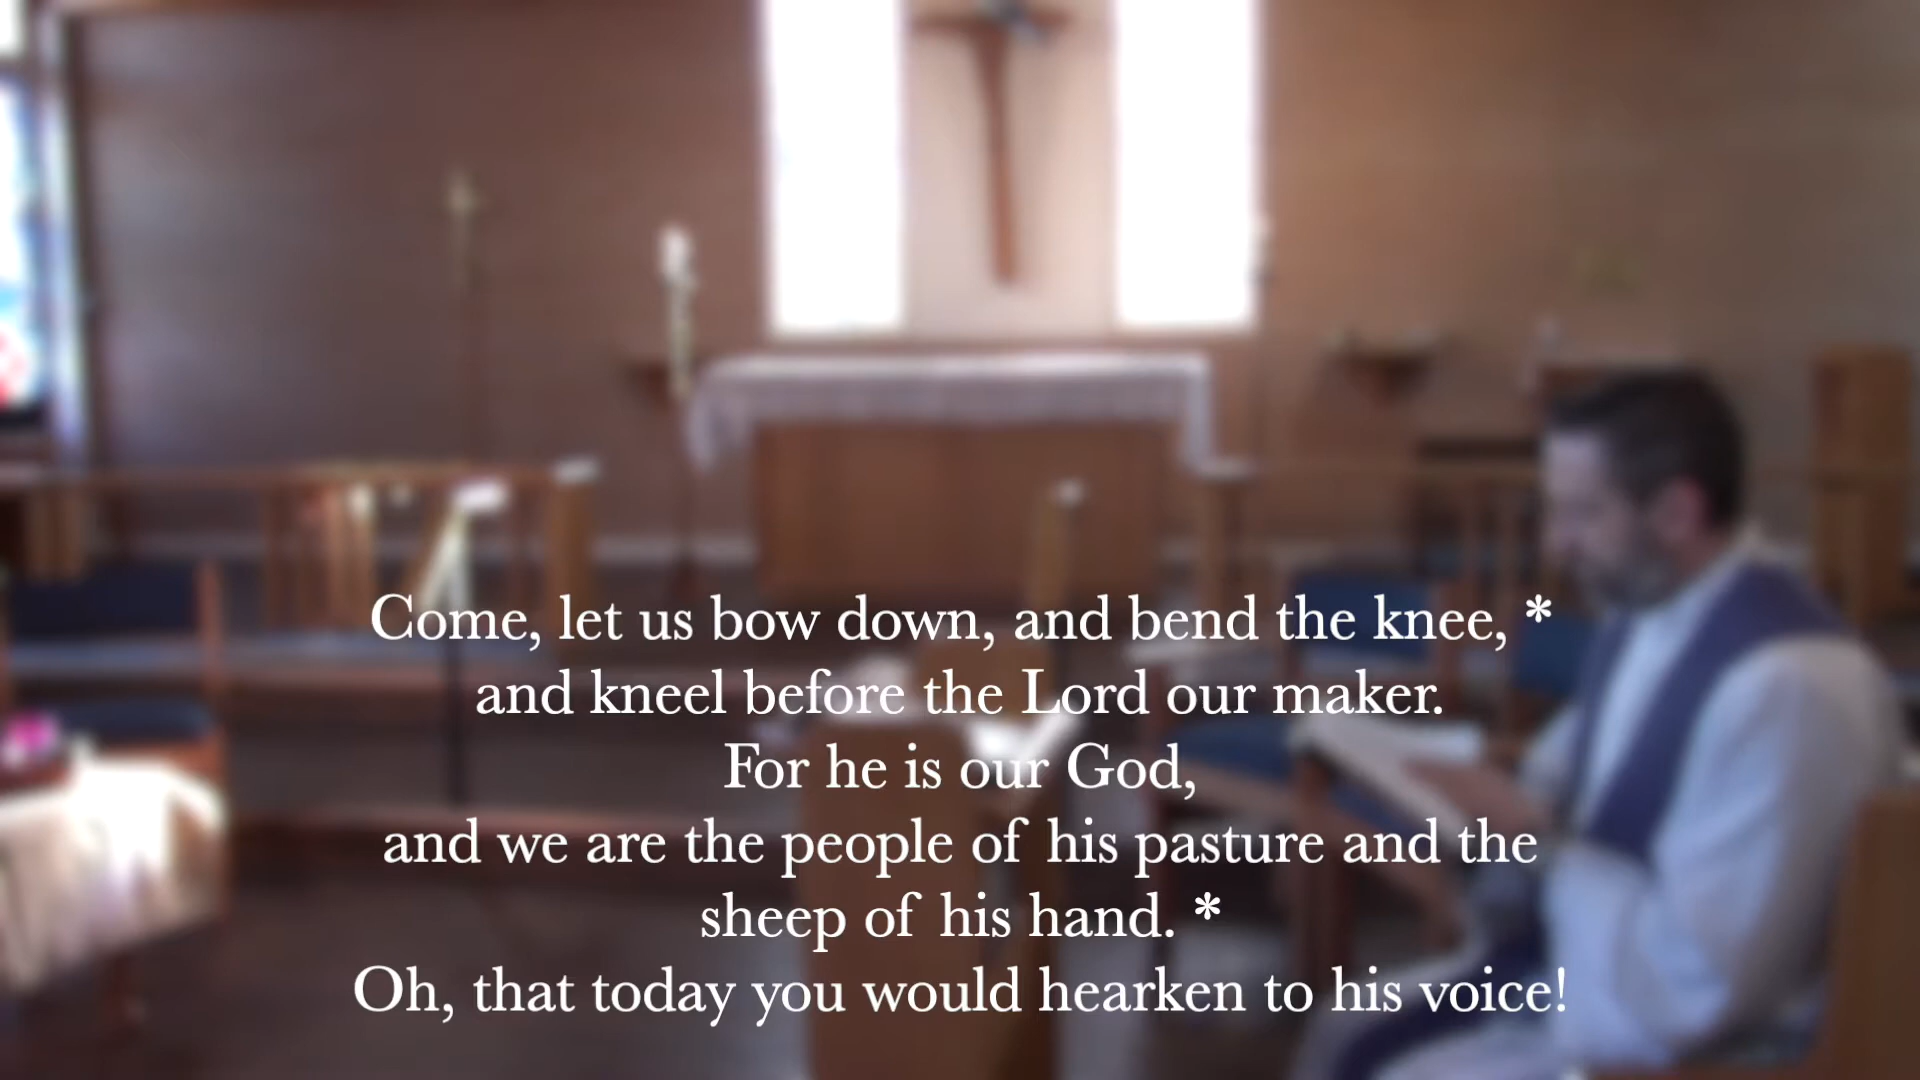 Come, let us bow down, and bend the knee, *
and kneel before the Lord our maker.
For he is our God,
and we are the people of his pasture and the
sheep of his hand. *
Oh, that today you would hearken to his voice!